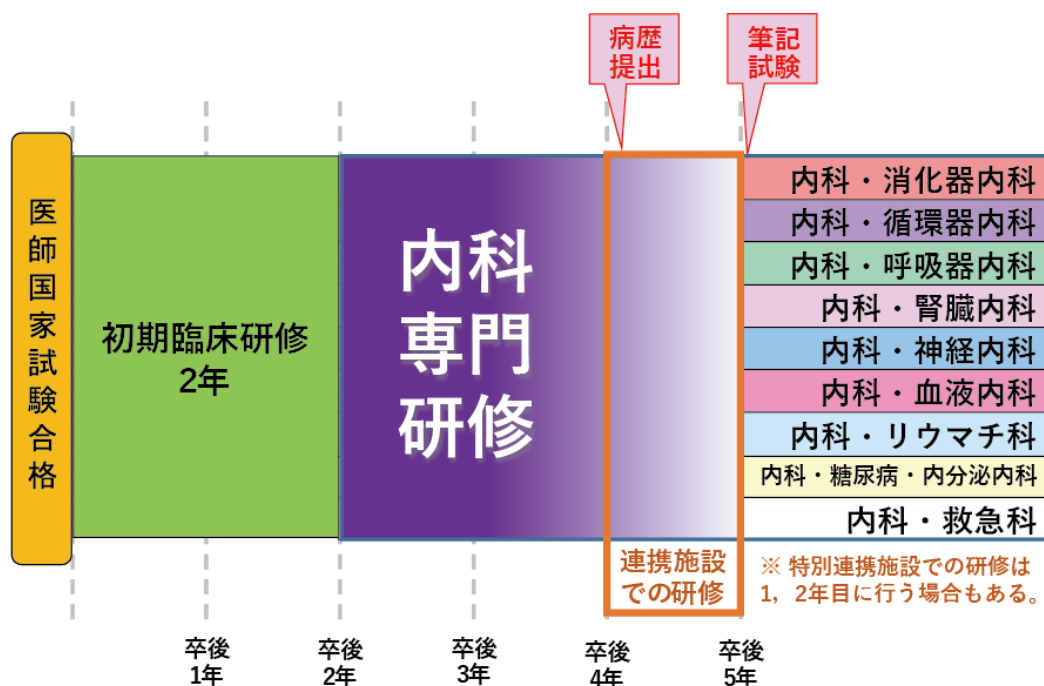 病歴
提出
筆記
試験
医師国家試験合格
初期臨床研修
2年
内科
専門
研修
内科・消化器内科
内科・循環器内科
内科・呼吸器内科
内科・腎臓内科
内科・神経内科
内科・血液内科
内科・リウマチ科
内科・糖尿病・内分泌内科
内科・救急科
連携施設
での研修
※ 特別連携施設での研修は
1，2年目に行う場合もある。
卒後
1年
卒後
2年
卒後
3年
卒後
4年
卒後
5年